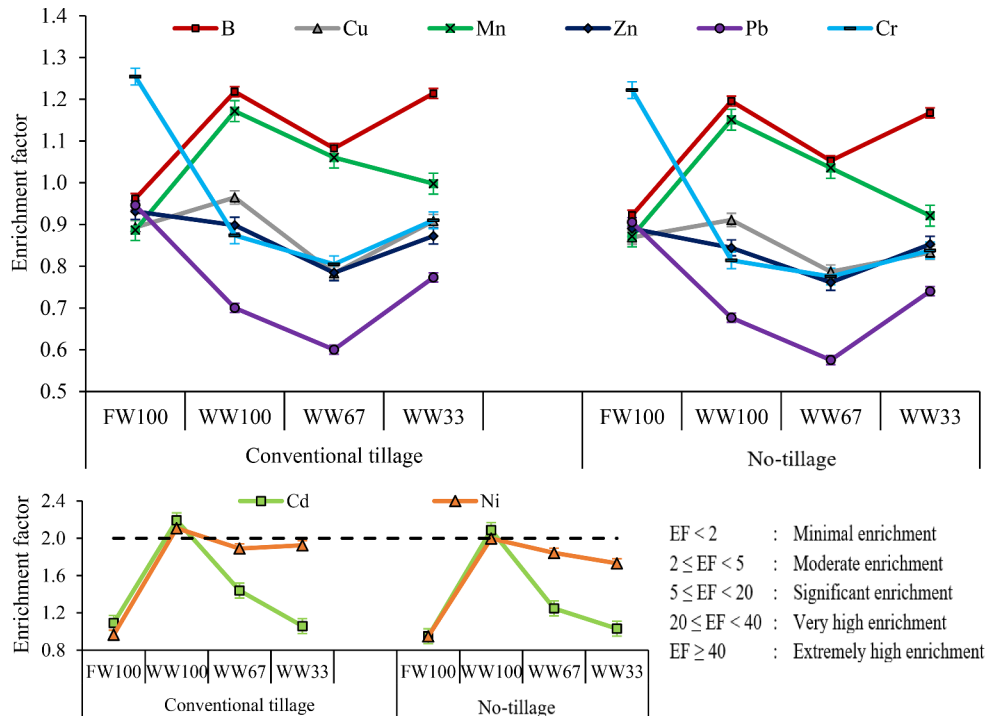 1.4
B Cu Mn Zn Pb Cr
1.3
1.2
1.1
1.0
0.9
0.8
0.7
0.6
0.5
Enrichment factor
FW100 WW100 WW67 WW33 FW100 WW100 WW67 WW33
Conventional tillage No-tillage
Cd Ni
2.4
2.0
1.6
1.2
0.8
Enrichment factor
FW100 WW100 WW67 WW33 FW100 WW100 WW67 WW33
Conventional tillage No-tillage
EF < 2 : Minimal enrichment
2 ≤ EF < 5 : Moderate enrichment
5 ≤ EF < 20 : Significant enrichment
20 ≤ EF < 40 : Very high enrichment
EF ≥ 40 : Extremely high enrichment